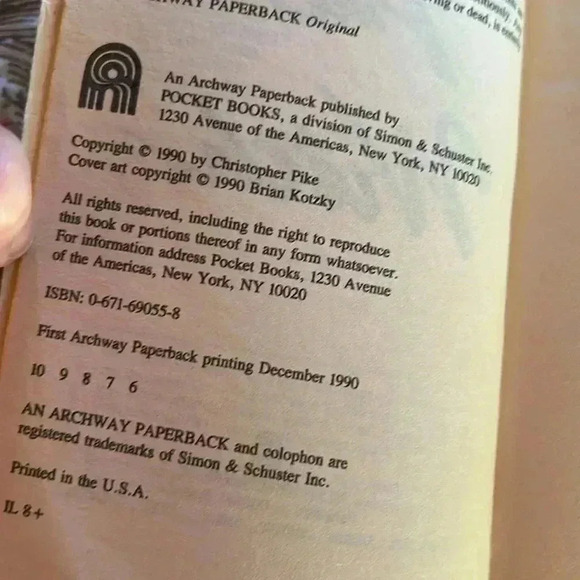 WAY PAPERBACK Original
or dead, is
An Archway Paperback published by
POCKET BOOKS, a division of Simon & Schuster Inc.
1230 Avenue of the Americas, New York, NY 10020
Copyright © 1990 by Christopher Pike
Cover art copyright © 1990 Brian Kotzky
All rights reserved, including the right to reproduce
this book or portions thereof in any form whatsoever.
For information address Pocket Books, 1230 Avenue
of the Americas, New York, NY 10020
ISBN: 0-671-69055-8
First Archway Paperback printing December 1990
10 9 8 7 6
AN ARCHWAY PAPERBACK and colophon are
registered trademarks of Simon & Schuster Inc.
Printed in the U.S.A.
IL 8+